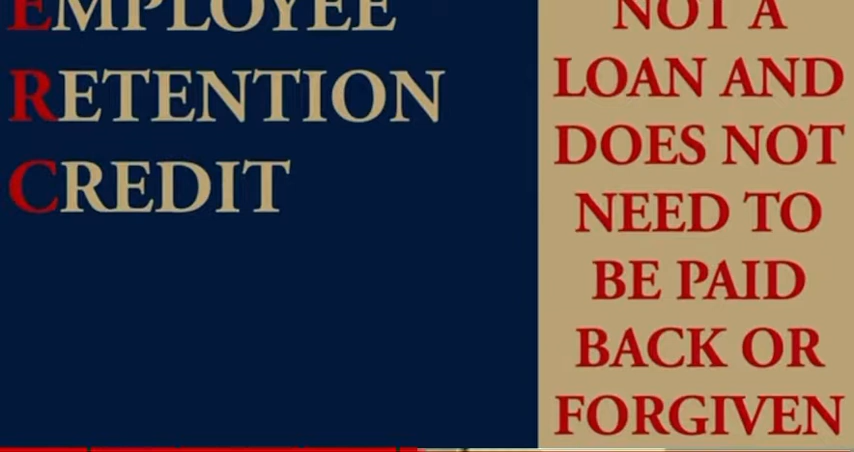 EMPLOYEE
RETENTION
CREDIT
NOT A
LOAN AND
DOES NOT
NEED TO
BE PAID
BACK OR
FORGIVEN